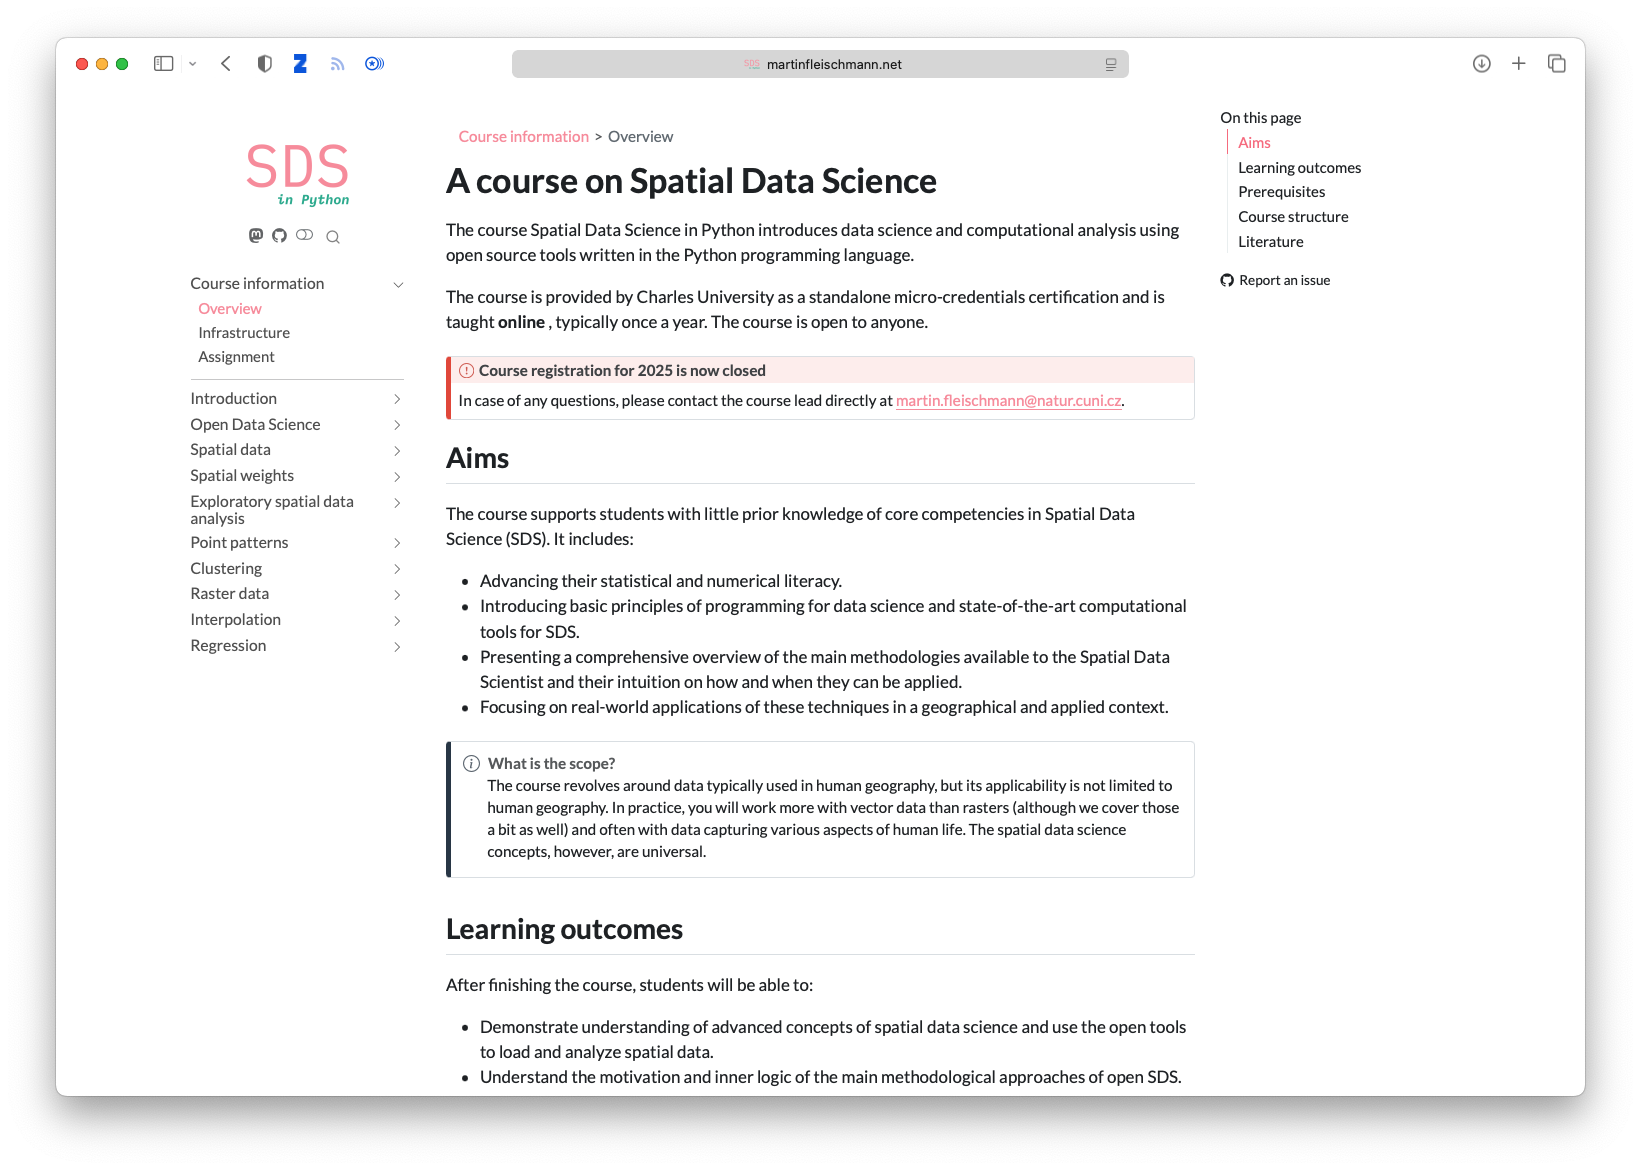 martinfleischmann.net
SDS
in Python
Course information
Overview
Infrastructure
Assignment
Introduction
Open Data Science
Spatial data
Spatial weights
Exploratory spatial data
analysis
Point patterns
Clustering
Raster data
Interpolation
Regression
Course information > Overview
A course on Spatial Data Science
The course Spatial Data Science in Python introduces data science and computational analysis using
open source tools written in the Python programming language.
The course is provided by Charles University as a standalone micro-credentials certification and is
taught online , typically once a year. The course is open to anyone.
Course registration for 2025 is now closed
In case of any questions, please contact the course lead directly at martin.fleischmann@natur.cuni.cz.
Aims
The course supports students with little prior knowledge of core competencies in Spatial Data
Science (SDS). It includes:
• Advancing their statistical and numerical literacy.
• Introducing basic principles of programming for data science and state-of-the-art computational
tools for SDS.
• Presenting a comprehensive overview of the main methodologies available to the Spatial Data
Scientist and their intuition on how and when they can be applied.
• Focusing on real-world applications of these techniques in a geographical and applied context.
What is the scope?
The course revolves around data typically used in human geography, but its applicability is not limited to
human geography. In practice, you will work more with vector data than rasters (although we cover those
a bit as well) and often with data capturing various aspects of human life. The spatial data science
concepts, however, are universal.
Learning outcomes
After finishing the course, students will be able to:
• Demonstrate understanding of advanced concepts of spatial data science and use the open tools
to load and analyze spatial data.
• Understand the motivation and inner logic of the main methodological approaches of open SDS.
On this page
Aims
Learning outcomes
Prerequisites
Course structure
Literature
Report an issue